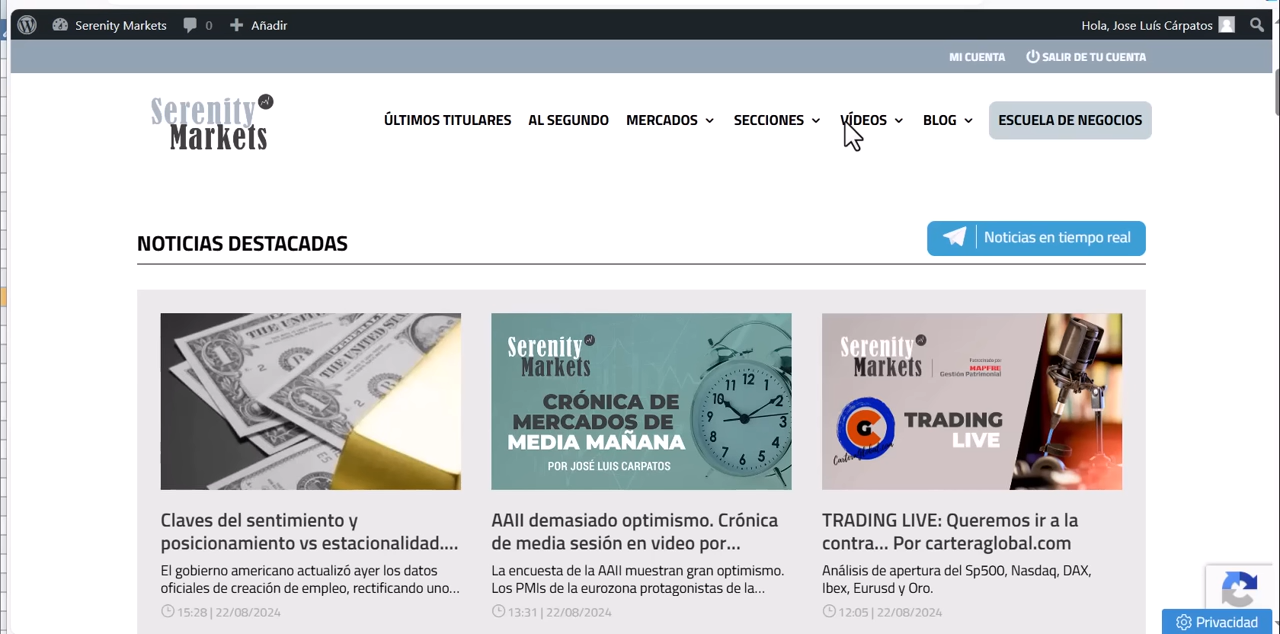 Serenity Markets
0
Añadir
Hola, Jose Luís Cárpatos
MI CUENTA
SALIR DE TU CUENTA
Serenity
Markets
ÚLTIMOS TITULARES
AL SEGUNDO
MERCADOS
SECCIONES
VÍDEOS
BLOG
ESCUELA DE NEGOCIOS
NOTICIAS DESTACADAS
Noticias en tiempo real
Serenity
Markets
CRÓNICA DE
MERCADOS DE
MEDIA MAÑANA
POR JOSÉ LUIS CARPATOS
Serenity
Markets
Patrocinado por
MAPFRE
Gestión Patrimonial
CarteraGlobal.com
TRADING
LIVE
Claves del sentimiento y
posicionamiento vs estacionalidad....
El gobierno americano actualizó ayer los datos
oficiales de creación de empleo, rectificando uno...
15:28 | 22/08/2024
AAII demasiado optimismo. Crónica
de media sesión en video por...
La encuesta de la AAII muestran gran optimismo.
Los PMIs de la eurozona protagonistas de la...
13:31 | 22/08/2024
TRADING LIVE: Queremos ir a la
contra... Por carteraglobal.com
Análisis de apertura del Sp500, Nasdaq, DAX,
Ibex, Eurusd y Oro.
12:05 | 22/08/2024
Privacidad